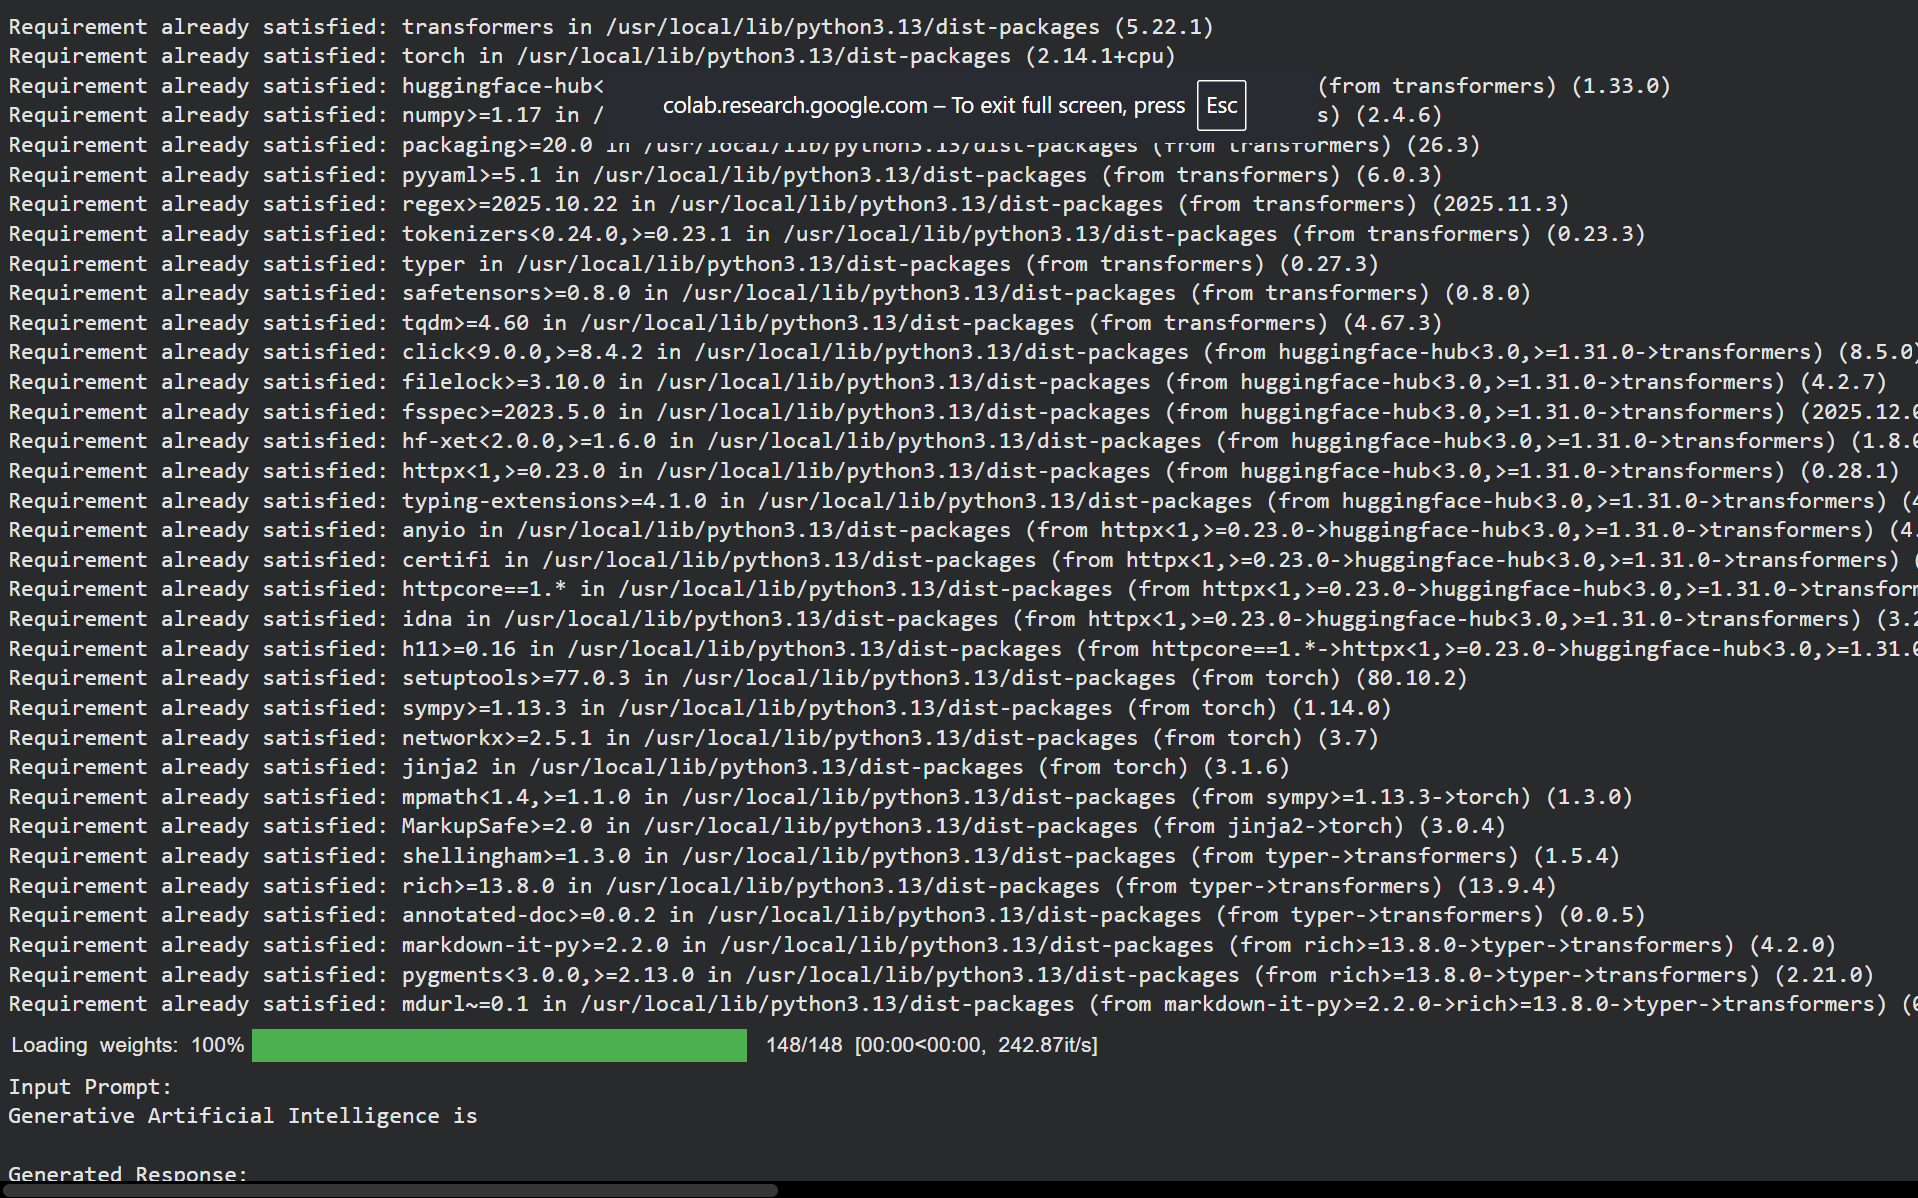 Requirement already satisfied: transformers in /usr/local/lib/python3.13/dist-packages (5.22.1)
Requirement already satisfied: torch in /usr/local/lib/python3.13/dist-packages (2.14.1+cpu)
Requirement already satisfied: huggingface-hub< (from transformers) (1.33.0)
colab.research.google.com – To exit full screen, press Esc
Requirement already satisfied: numpy>=1.17 in / s) (2.4.6)
Requirement already satisfied: packaging>=20.0 in /usr/local/lib/python3.13/dist-packages (from transformers) (26.3)
Requirement already satisfied: pyyaml>=5.1 in /usr/local/lib/python3.13/dist-packages (from transformers) (6.0.3)
Requirement already satisfied: regex>=2025.10.22 in /usr/local/lib/python3.13/dist-packages (from transformers) (2025.11.3)
Requirement already satisfied: tokenizers<0.24.0,>=0.23.1 in /usr/local/lib/python3.13/dist-packages (from transformers) (0.23.3)
Requirement already satisfied: typer in /usr/local/lib/python3.13/dist-packages (from transformers) (0.27.3)
Requirement already satisfied: safetensors>=0.8.0 in /usr/local/lib/python3.13/dist-packages (from transformers) (0.8.0)
Requirement already satisfied: tqdm>=4.60 in /usr/local/lib/python3.13/dist-packages (from transformers) (4.67.3)
Requirement already satisfied: click<9.0.0,>=8.4.2 in /usr/local/lib/python3.13/dist-packages (from huggingface-hub<3.0,>=1.31.0->transformers) (8.5.0)
Requirement already satisfied: filelock>=3.10.0 in /usr/local/lib/python3.13/dist-packages (from huggingface-hub<3.0,>=1.31.0->transformers) (4.2.7)
Requirement already satisfied: fsspec>=2023.5.0 in /usr/local/lib/python3.13/dist-packages (from huggingface-hub<3.0,>=1.31.0->transformers) (2025.12.0
Requirement already satisfied: hf-xet<2.0.0,>=1.6.0 in /usr/local/lib/python3.13/dist-packages (from huggingface-hub<3.0,>=1.31.0->transformers) (1.8.0
Requirement already satisfied: httpx<1,>=0.23.0 in /usr/local/lib/python3.13/dist-packages (from huggingface-hub<3.0,>=1.31.0->transformers) (0.28.1)
Requirement already satisfied: typing-extensions>=4.1.0 in /usr/local/lib/python3.13/dist-packages (from huggingface-hub<3.0,>=1.31.0->transformers) (4
Requirement already satisfied: anyio in /usr/local/lib/python3.13/dist-packages (from httpx<1,>=0.23.0->huggingface-hub<3.0,>=1.31.0->transformers) (4.
Requirement already satisfied: certifi in /usr/local/lib/python3.13/dist-packages (from httpx<1,>=0.23.0->huggingface-hub<3.0,>=1.31.0->transformers) (
Requirement already satisfied: httpcore==1.* in /usr/local/lib/python3.13/dist-packages (from httpx<1,>=0.23.0->huggingface-hub<3.0,>=1.31.0->transform
Requirement already satisfied: idna in /usr/local/lib/python3.13/dist-packages (from httpx<1,>=0.23.0->huggingface-hub<3.0,>=1.31.0->transformers) (3.2
Requirement already satisfied: h11>=0.16 in /usr/local/lib/python3.13/dist-packages (from httpcore==1.*->httpx<1,>=0.23.0->huggingface-hub<3.0,>=1.31.0
Requirement already satisfied: setuptools>=77.0.3 in /usr/local/lib/python3.13/dist-packages (from torch) (80.10.2)
Requirement already satisfied: sympy>=1.13.3 in /usr/local/lib/python3.13/dist-packages (from torch) (1.14.0)
Requirement already satisfied: networkx>=2.5.1 in /usr/local/lib/python3.13/dist-packages (from torch) (3.7)
Requirement already satisfied: jinja2 in /usr/local/lib/python3.13/dist-packages (from torch) (3.1.6)
Requirement already satisfied: mpmath<1.4,>=1.1.0 in /usr/local/lib/python3.13/dist-packages (from sympy>=1.13.3->torch) (1.3.0)
Requirement already satisfied: MarkupSafe>=2.0 in /usr/local/lib/python3.13/dist-packages (from jinja2->torch) (3.0.4)
Requirement already satisfied: shellingham>=1.3.0 in /usr/local/lib/python3.13/dist-packages (from typer->transformers) (1.5.4)
Requirement already satisfied: rich>=13.8.0 in /usr/local/lib/python3.13/dist-packages (from typer->transformers) (13.9.4)
Requirement already satisfied: annotated-doc>=0.0.2 in /usr/local/lib/python3.13/dist-packages (from typer->transformers) (0.0.5)
Requirement already satisfied: markdown-it-py>=2.2.0 in /usr/local/lib/python3.13/dist-packages (from rich>=13.8.0->typer->transformers) (4.2.0)
Requirement already satisfied: pygments<3.0.0,>=2.13.0 in /usr/local/lib/python3.13/dist-packages (from rich>=13.8.0->typer->transformers) (2.21.0)
Requirement already satisfied: mdurl~=0.1 in /usr/local/lib/python3.13/dist-packages (from markdown-it-py>=2.2.0->rich>=13.8.0->typer->transformers) (0
Loading weights: 100% 148/148 [00:00<00:00, 242.87it/s]
Input Prompt:
Generative Artificial Intelligence is
Generated Response: